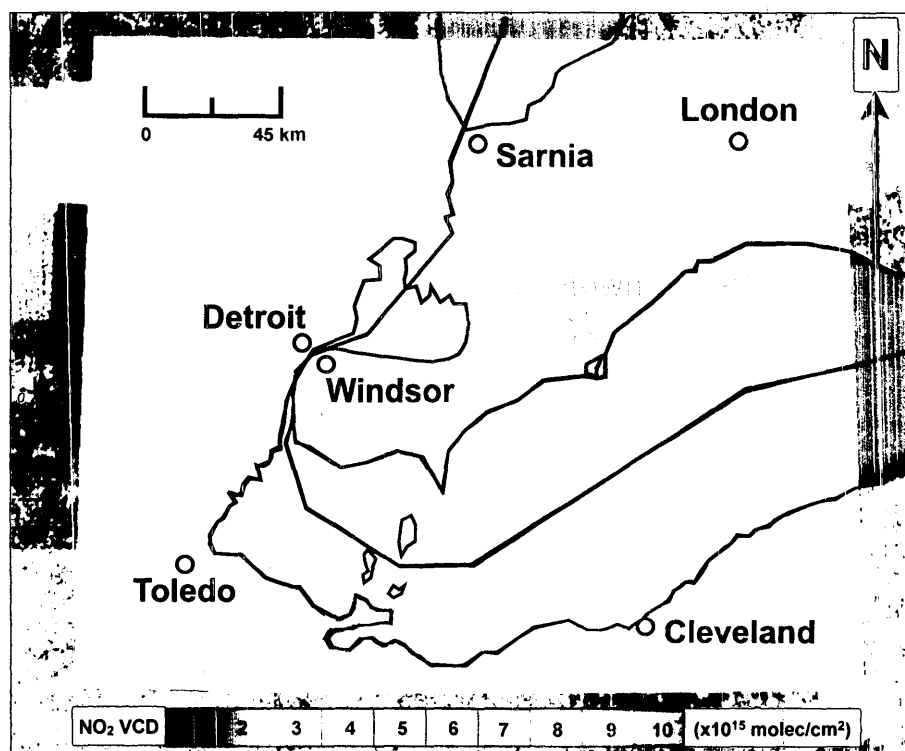 N
0 45 km
London
Sarnia
Detroit
Windsor
Toledo
Cleveland
NO₂ VCD 2 3 4 5 6 7 8 9 10 (x10¹⁵ molec/cm²)